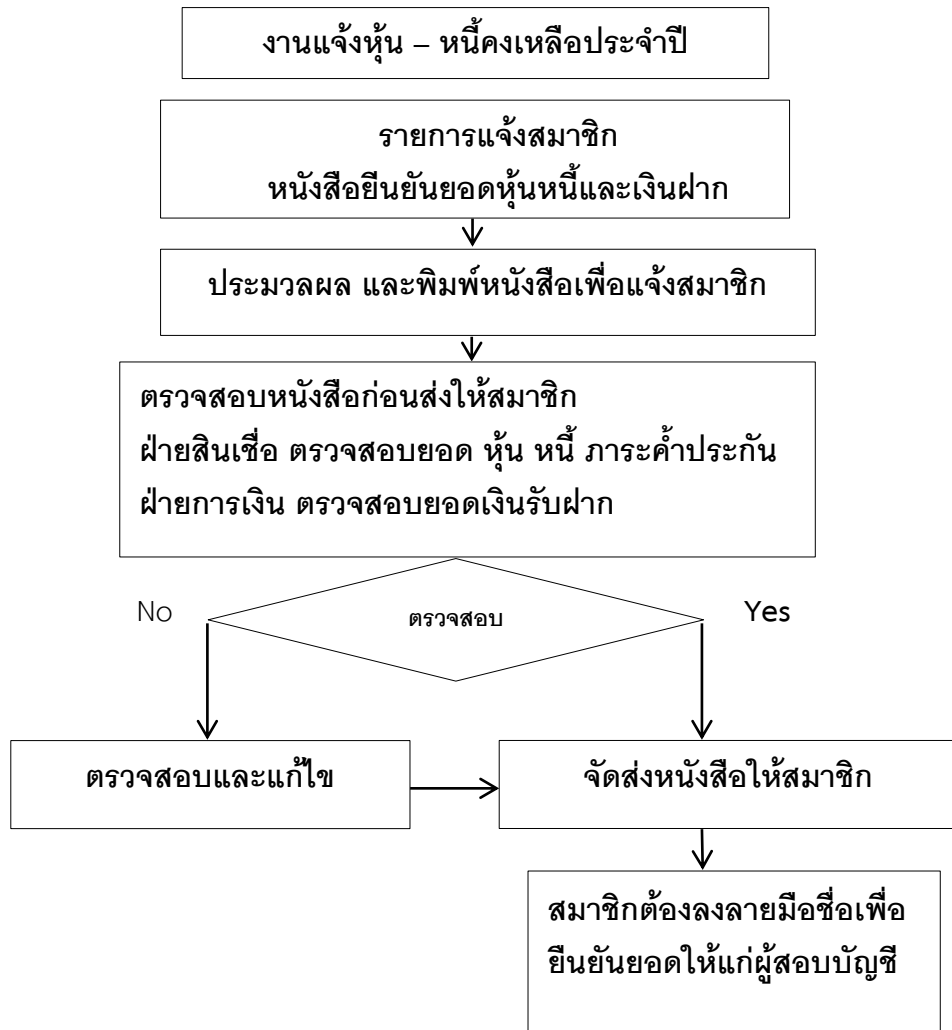 งานแจ้งหุ้น – หนี้คงเหลือประจำปี
รายการแจ้งสมาชิก
หนังสือยืนยันยอดหุ้นหนี้และเงินฝาก
ประมวลผล และพิมพ์หนังสือเพื่อแจ้งสมาชิก
ตรวจสอบหนังสือก่อนส่งให้สมาชิก
ฝ่ายสินเชื่อ ตรวจสอบยอด หุ้น หนี้ ภาระค้ำประกัน
ฝ่ายการเงิน ตรวจสอบยอดเงินรับฝาก
No
ตรวจสอบ
Yes
ตรวจสอบและแก้ไข
จัดส่งหนังสือให้สมาชิก
สมาชิกต้องลงลายมือชื่อเพื่อ
ยืนยันยอดให้แก่ผู้สอบบัญชี